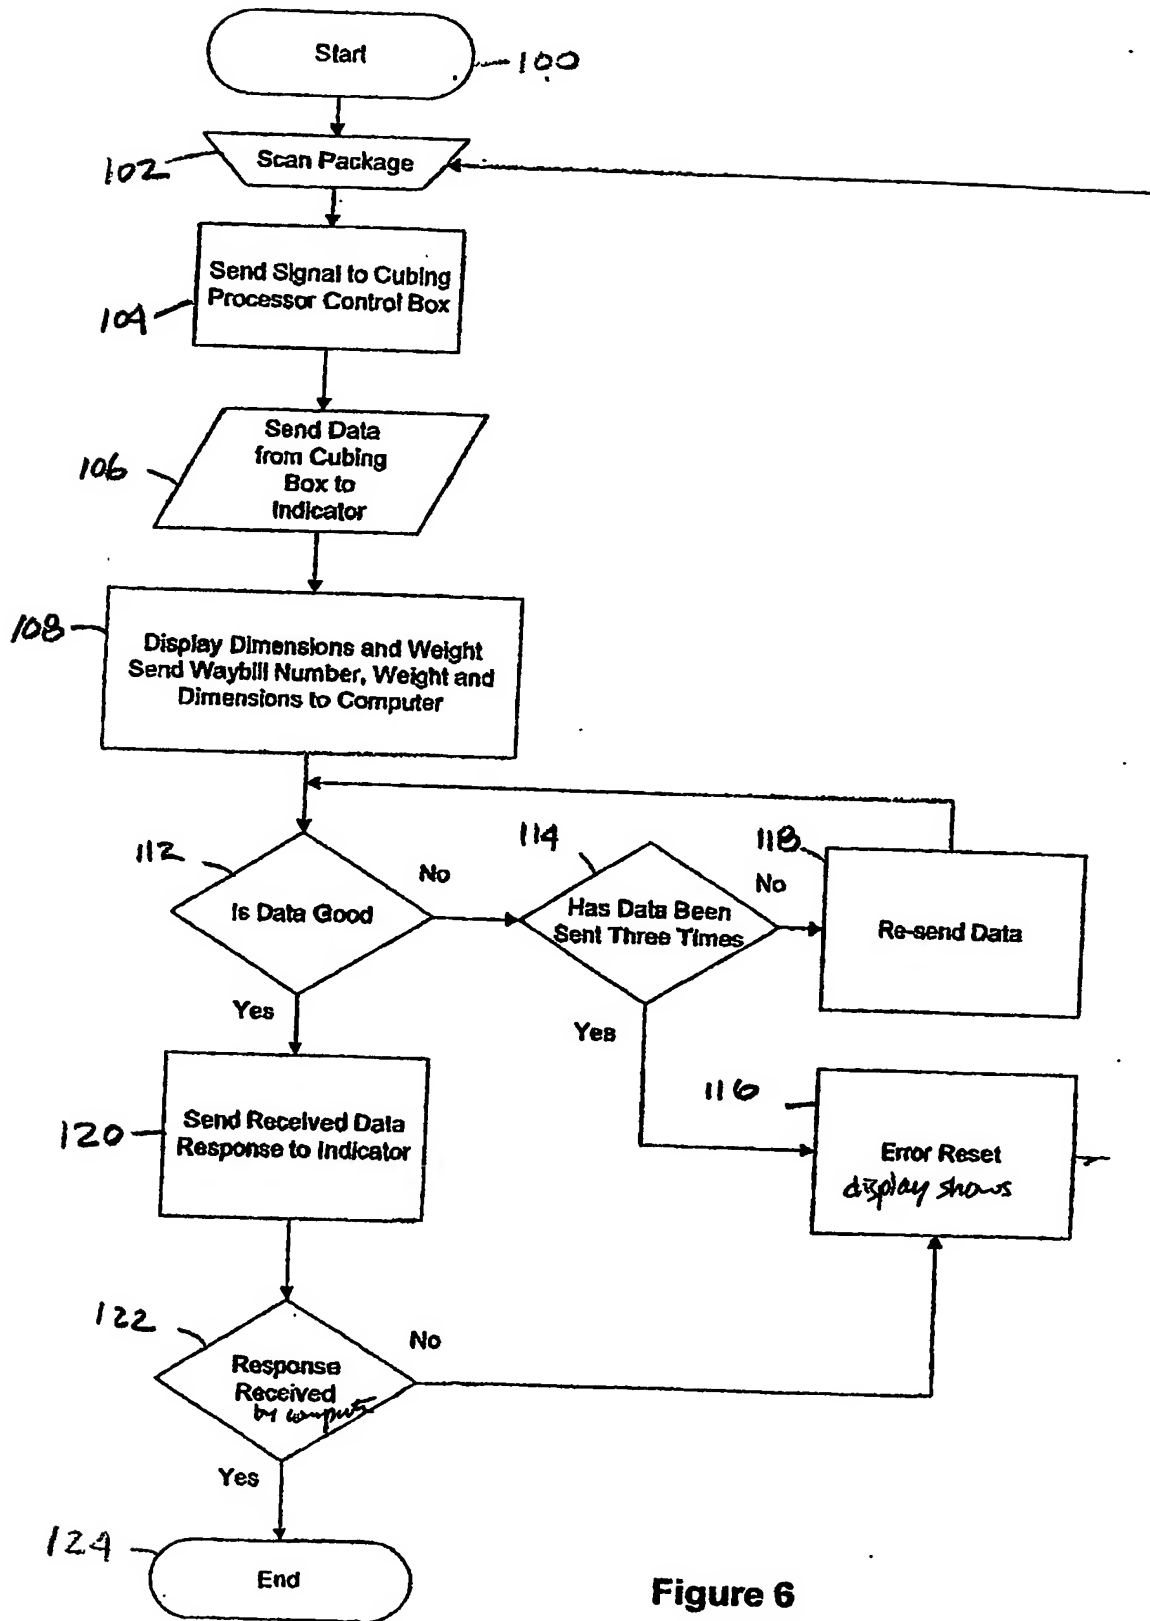 Start
100
102
Scan Package
Send Signal to Cubing
Processor Control Box
104
Send Data
from Cubing
Box to
Indicator
106
108
Display Dimensions and Weight
Send Waybill Number, Weight and
Dimensions to Computer
112
Is Data Good
No
Yes
114
Has Data Been
Sent Three Times
No
Yes
118
Re-send Data
116
Error Reset
display shows
120
Send Received Data
Response to Indicator
122
Response
Received
by computer
No
Yes
124
End
Figure 6